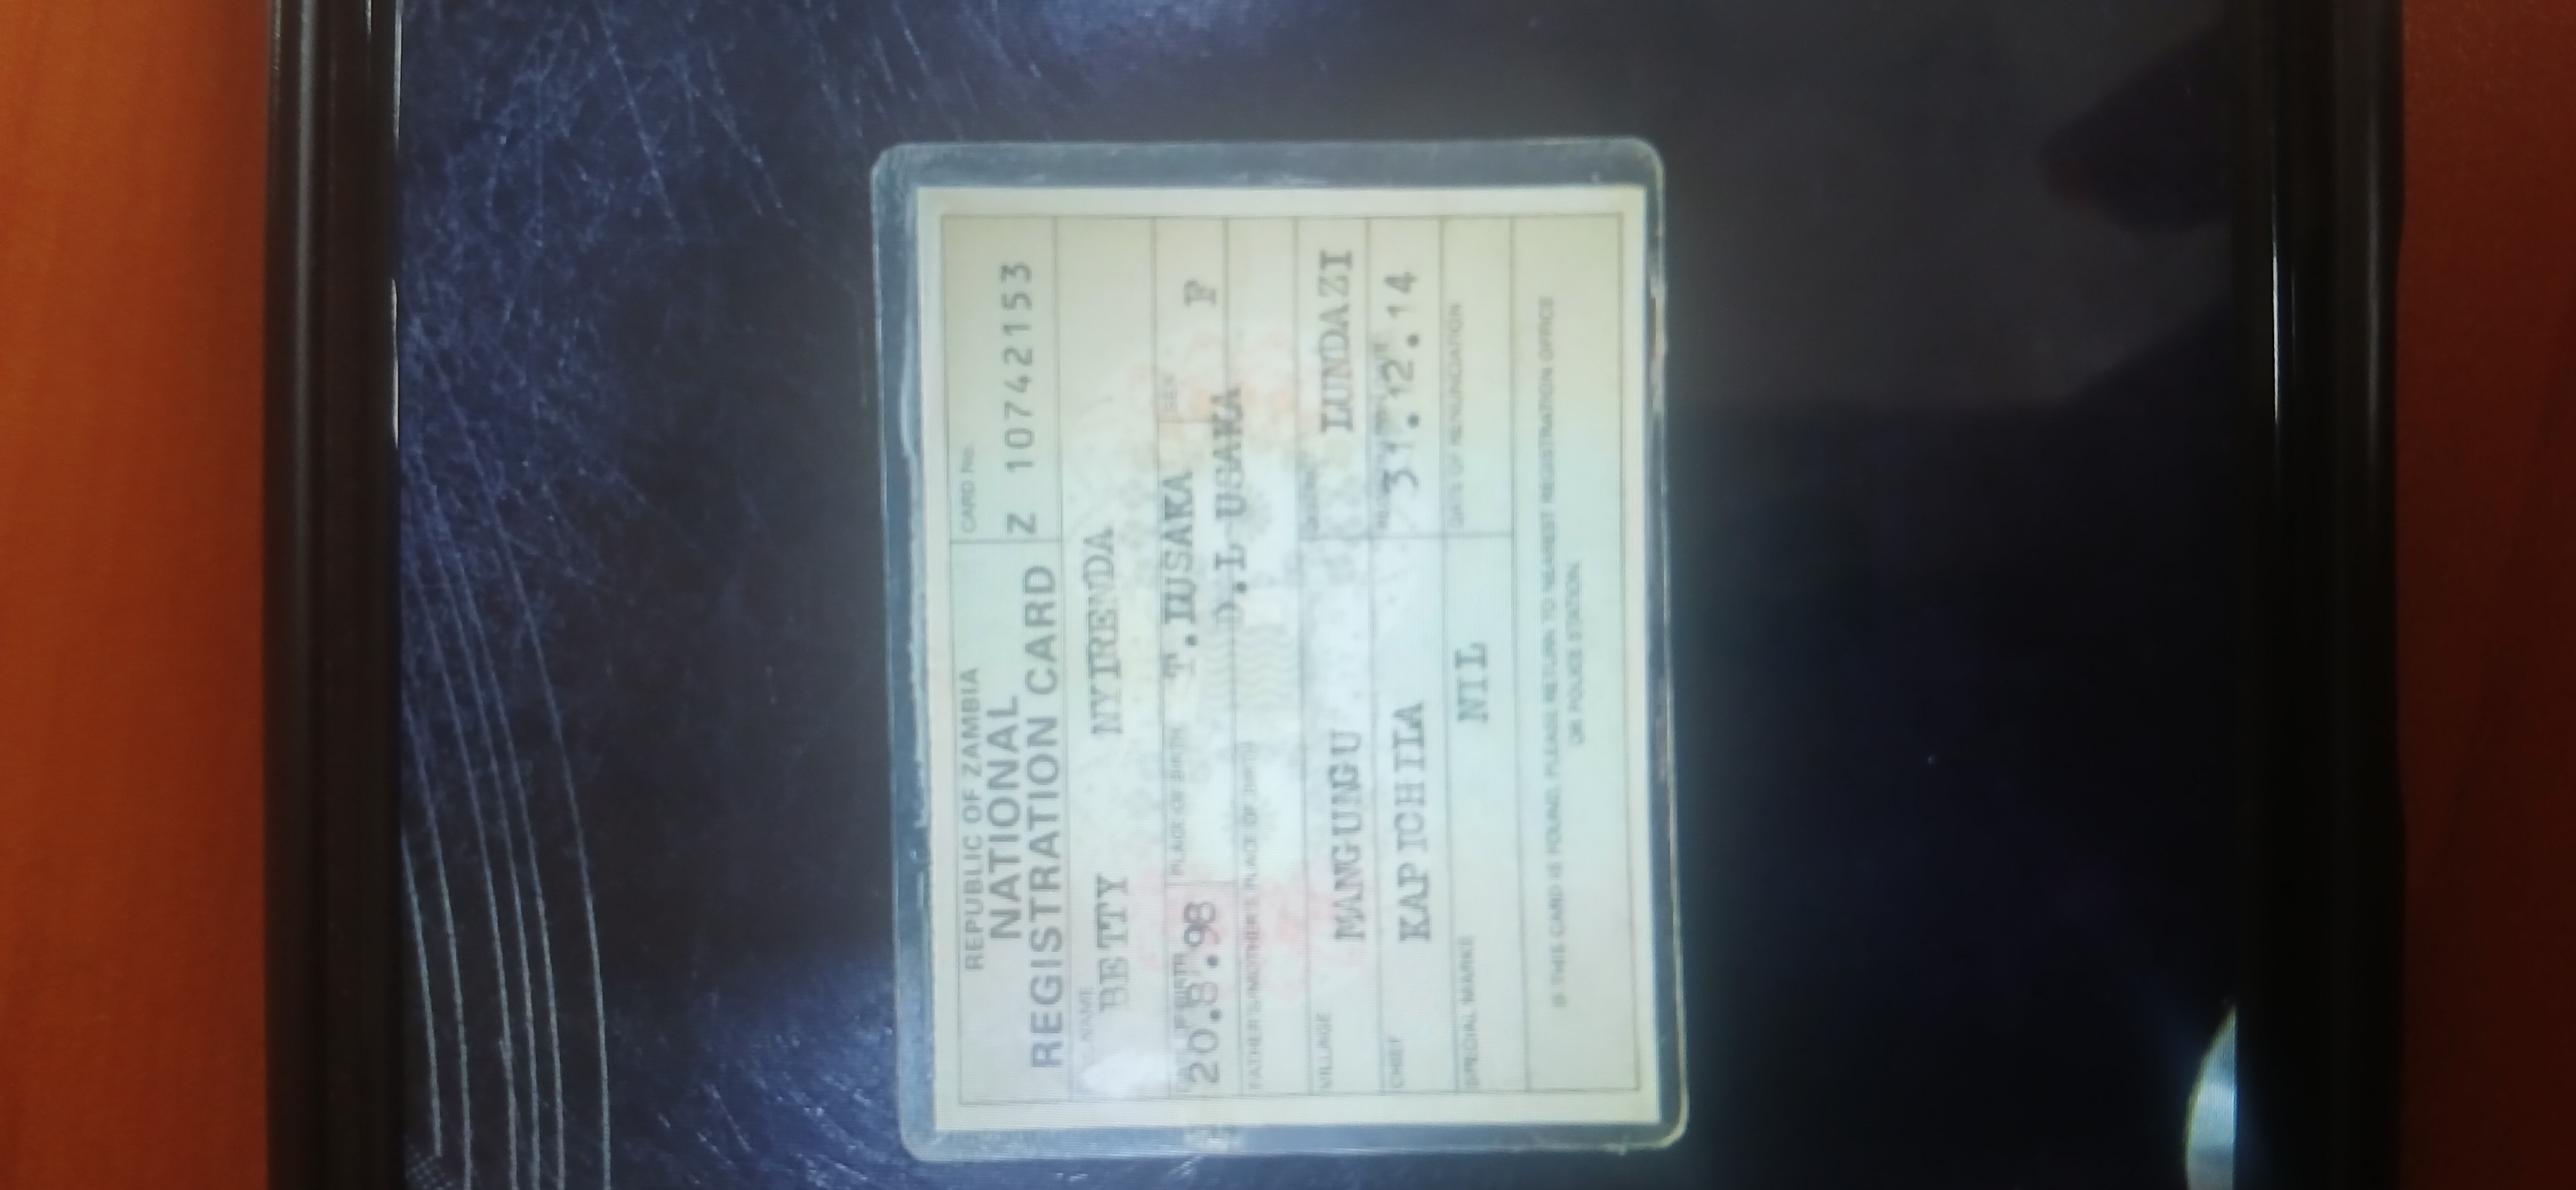 REPUBLIC OF ZAMBIA
NATIONAL
REGISTRATION CARD
CARD No.
Z 10742153
NAME
BETTY NYIRENDA
20.8.98
PLACE OF BIRTH
T.LUSAKA
SEX
F
FATHER'S/MOTHER'S PLACE OF BIRTH
D.LUSAKA
VILLAGE
MANGUNGU
LUNDAZI
CHIEF
KAPICHILA
31.12.14
SPECIAL MARKS
NIL
DATE OF RENUNCIATION
IF THIS CARD IS FOUND, PLEASE RETURN TO NEAREST REGISTRATION OFFICE
OR POLICE STATION.